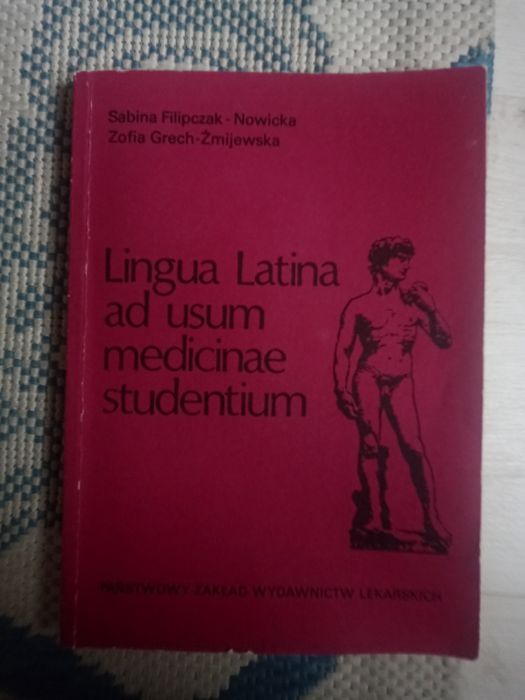 Sabina Filipczak-Nowicka
Zofia Grech-Żmijewska
Lingua Latina
ad usum
medicinae
studentium
PAŃSTWOWY ZAKŁAD WYDAWNICTW LEKARSKICH